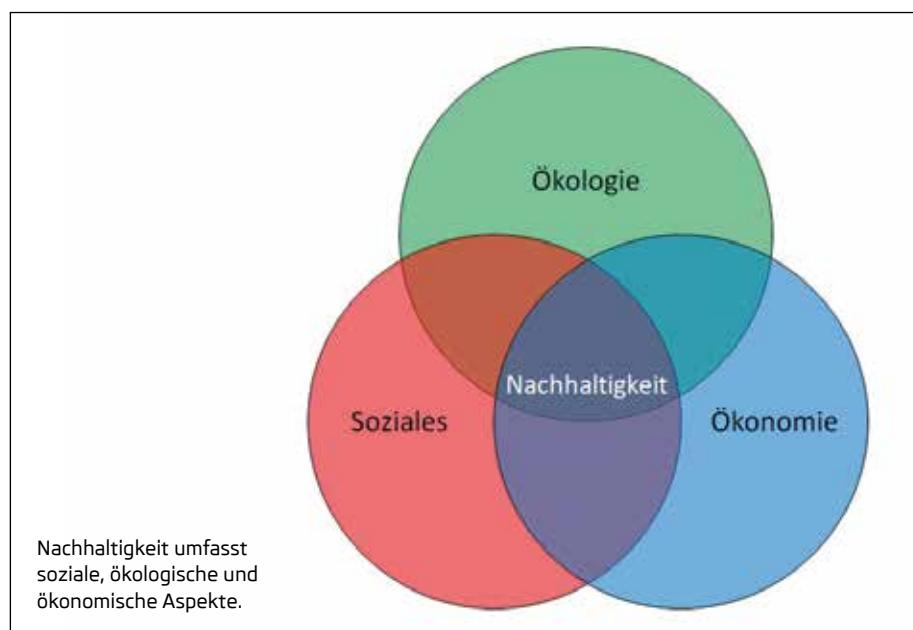 Ökologie
Nachhaltigkeit
Soziales
Ökonomie
Nachhaltigkeit umfasst
soziale, ökologische und
ökonomische Aspekte.